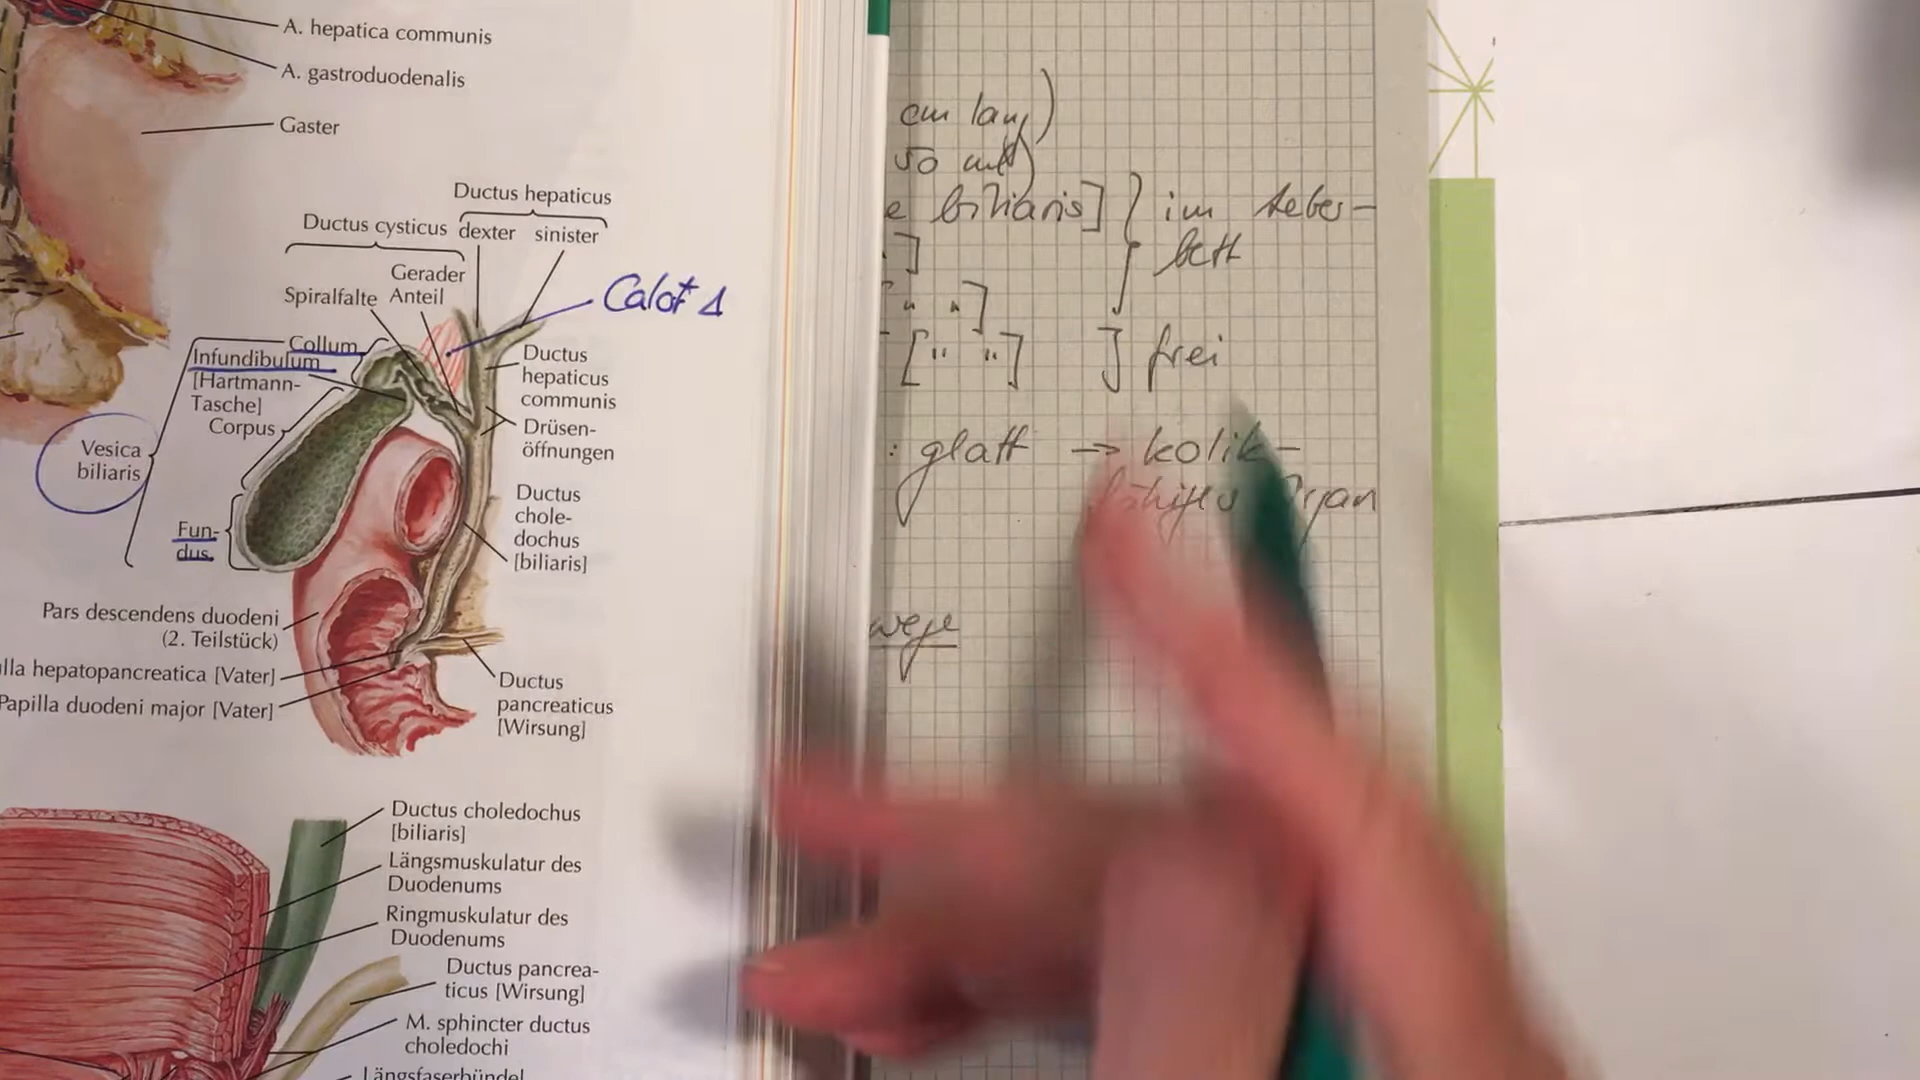 A. hepatica communis
A. gastroduodenalis
Gaster
Ductus hepaticus
Ductus cysticus
dexter
sinister
Gerader
Anteil
Spiralfalte
Calot Δ
Collum
Infundibulum
[Hartmann-
Tasche]
Corpus
Vesica
biliaris
Fun-
dus
Ductus
hepaticus
communis
Drüsen-
öffnungen
Ductus
chole-
dochus
[biliaris]
Pars descendens duodeni
(2. Teilstück)
lla hepatopancreatica [Vater]
Papilla duodeni major [Vater]
Ductus
pancreaticus
[Wirsung]
Ductus choledochus
[biliaris]
Längsmuskulatur des
Duodenums
Ringmuskulatur des
Duodenums
Ductus pancrea-
ticus [Wirsung]
M. sphincter ductus
choledochi
Längsfaserbündel
cm lang)
50 ml)
e biliaris] } im Leber-
bett
[" "]
[" "] ] frei
: glatt → kolik-
Organ
wege